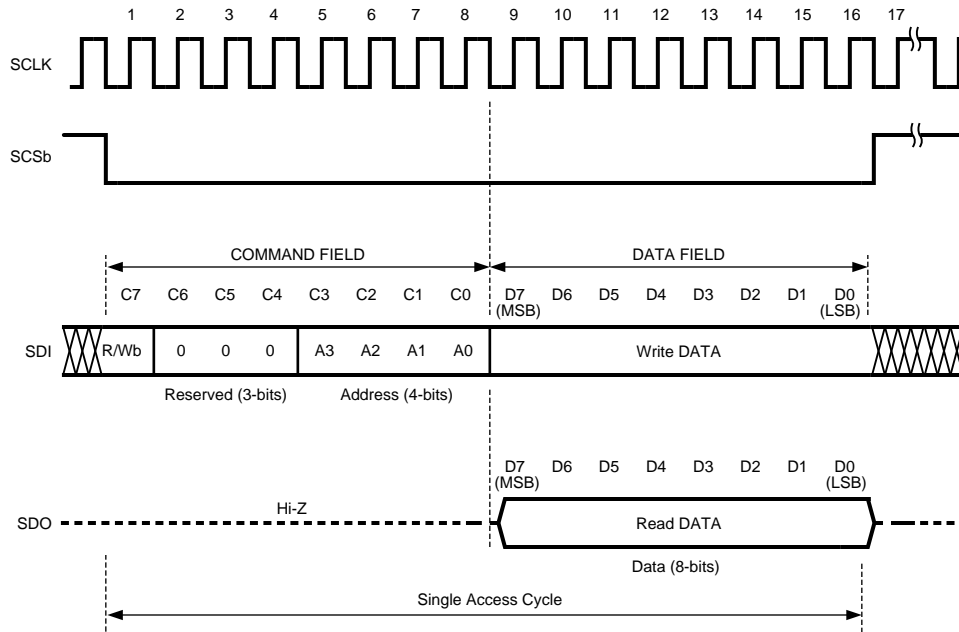 1 2 3 4 5 6 7 8 9 10 11 12 13 14 15 16 17
SCLK
SCSb
COMMAND FIELD DATA FIELD
C7 C6 C5 C4 C3 C2 C1 C0 D7 D6 D5 D4 D3 D2 D1 D0
(MSB) (LSB)
SDI R/Wb 0 0 0 A3 A2 A1 A0 Write DATA
Reserved (3-bits) Address (4-bits)
D7 D6 D5 D4 D3 D2 D1 D0
(MSB) (LSB)
Hi-Z
SDO Read DATA
Data (8-bits)
Single Access Cycle